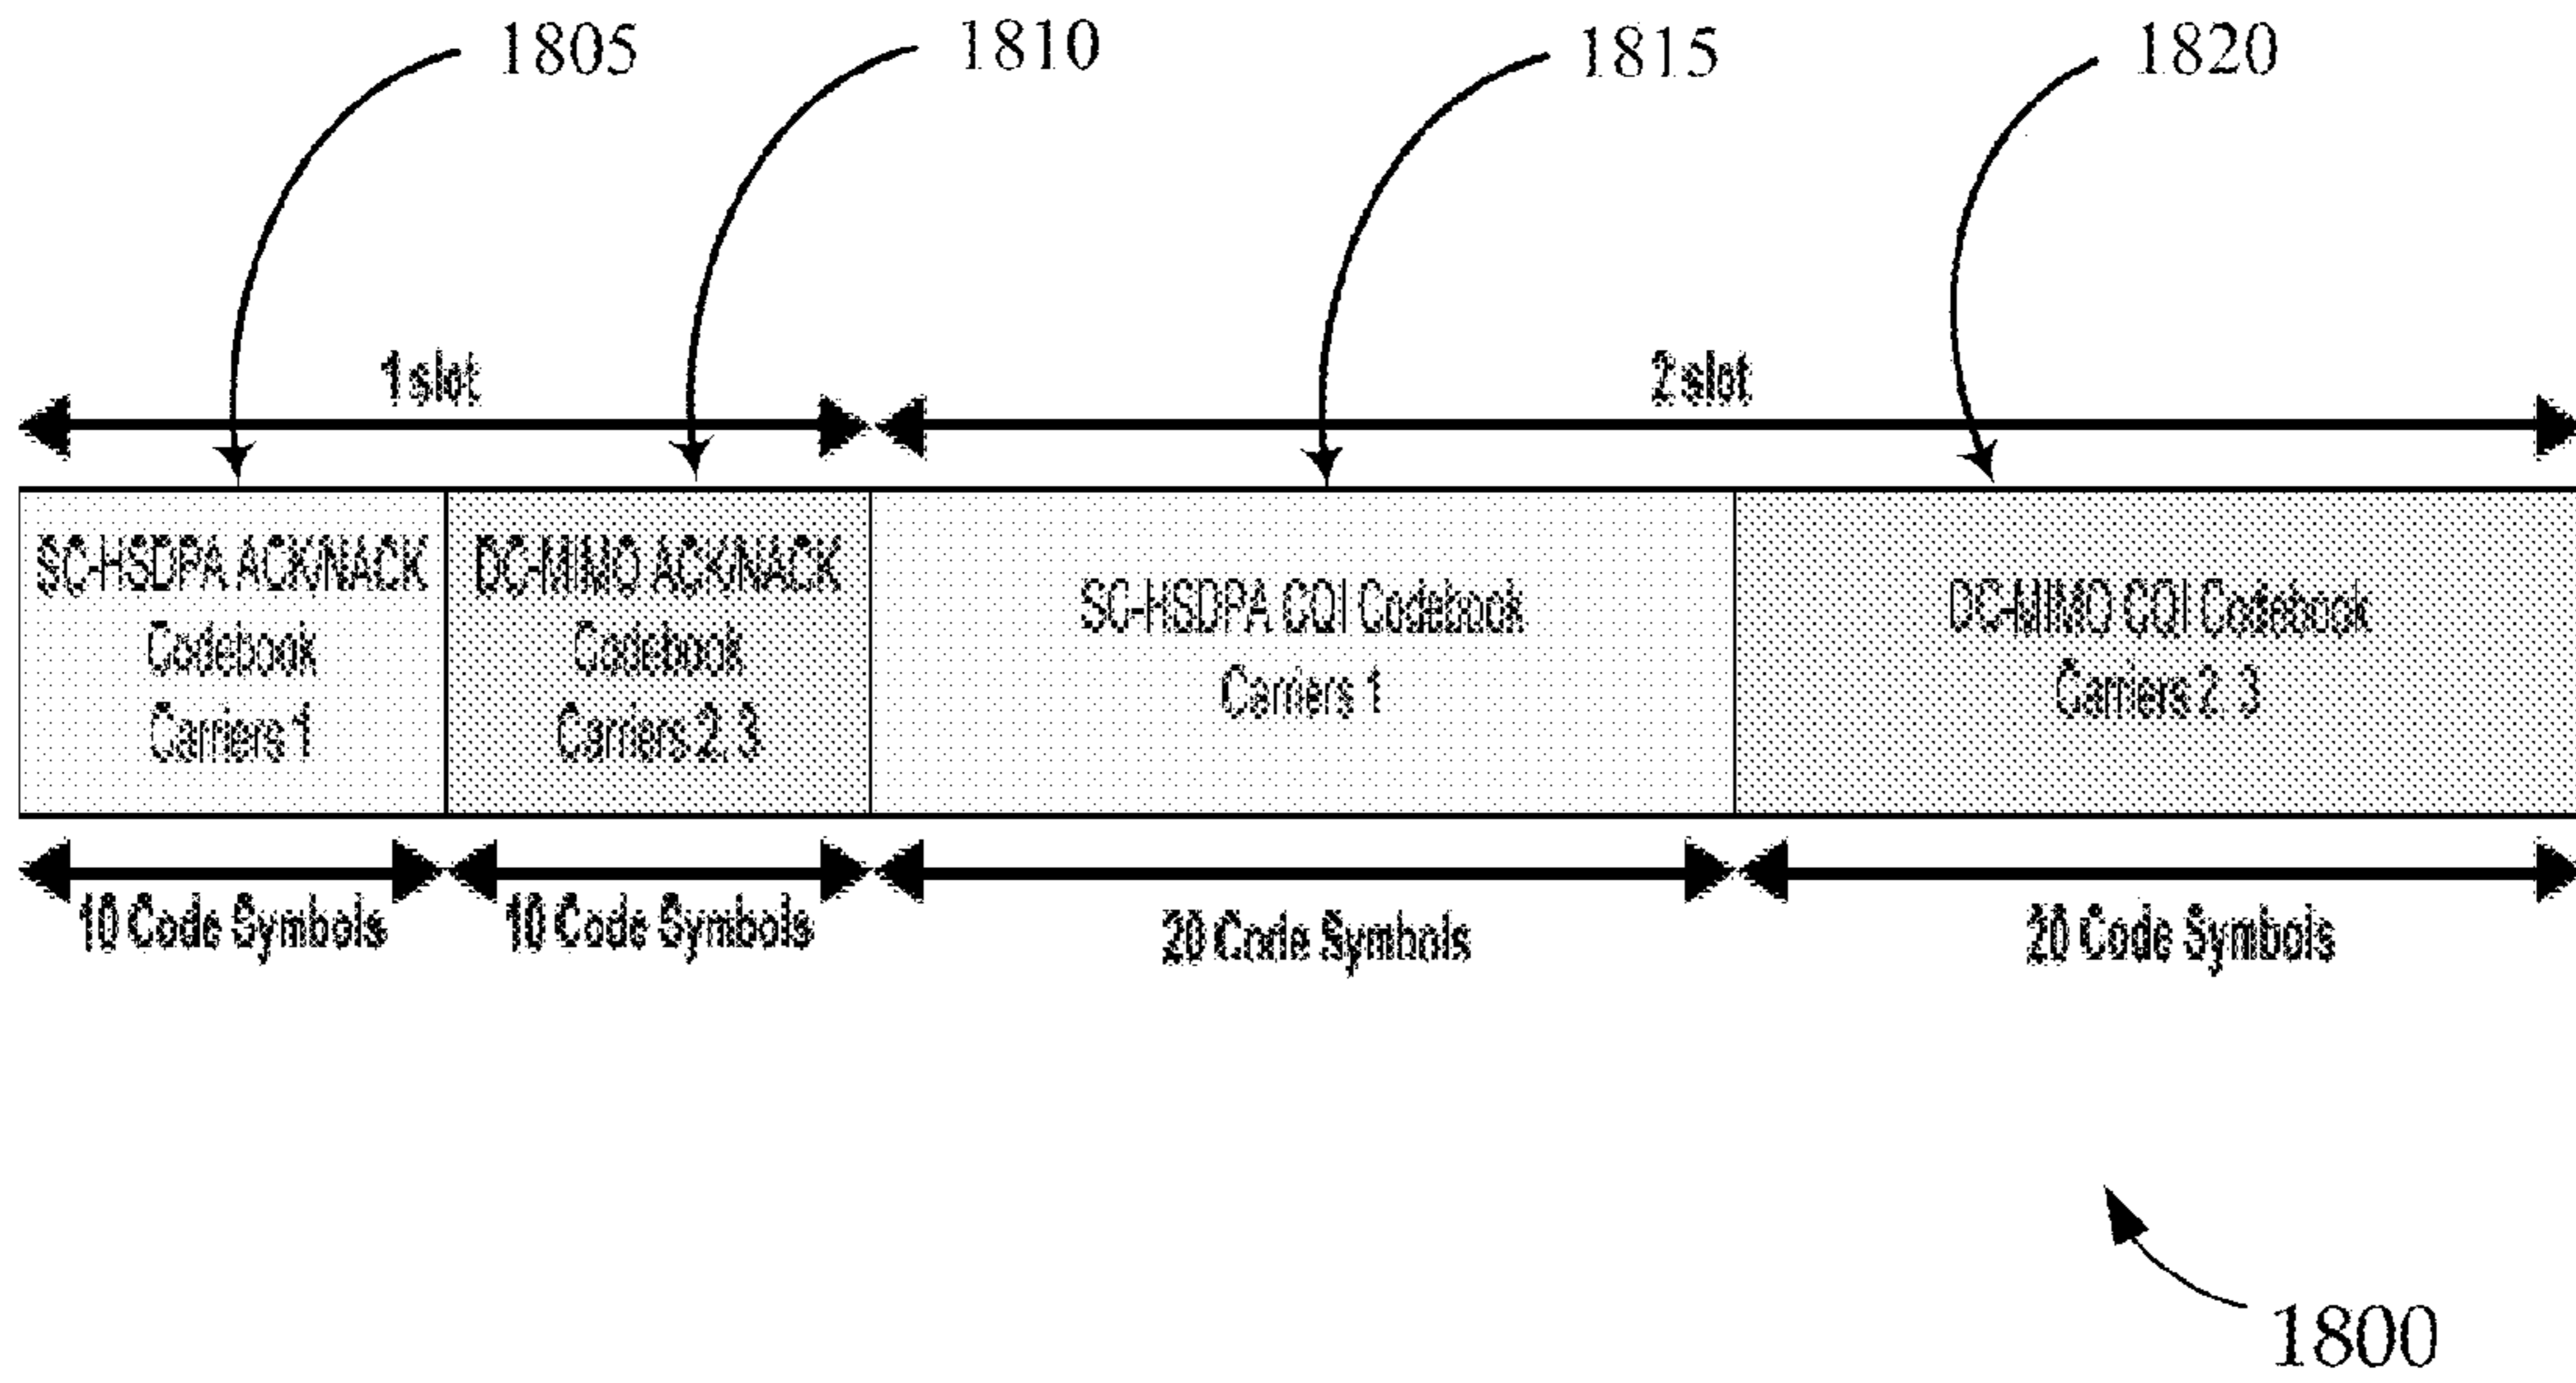 1805
1810
1815
1820
1 slot
2 slot
SC-HSDPA ACK/NACK
Codebook
Carriers 1
DC-MIMO ACK/NACK
Codebook
Carriers 2, 3
SC-HSDPA CQI Codebook
Carriers 1
DC-MIMO CQI Codebook
Carriers 2, 3
10 Code Symbols
10 Code Symbols
20 Code Symbols
20 Code Symbols
1800